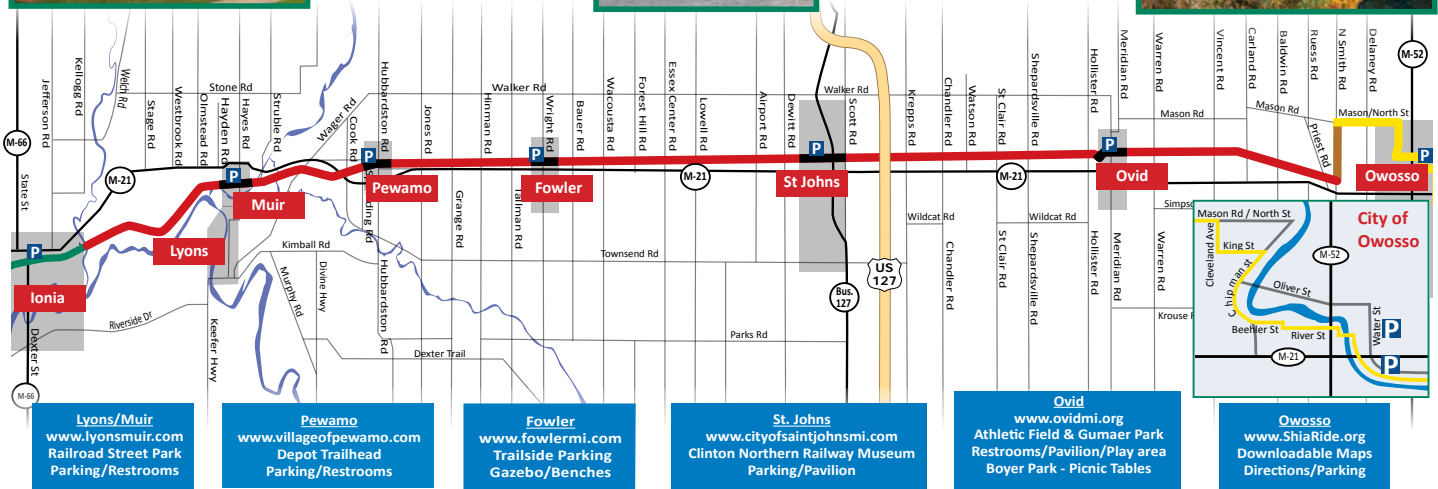 Jefferson Rd
Kellogg Rd
Welch Rd
Stage Rd
Westbrook Rd
Olmstead Rd
Hayden Rd
Hayes Rd
Struble Rd
Stone Rd
Wager Rd
Cook Rd
Hubbardston Rd
Jones Rd
Hinman Rd
Walker Rd
Wright Rd
Bauer Rd
Wacousta Rd
Forest Hill Rd
Essex Center Rd
Lowell Rd
Airport Rd
Dewitt Rd
Walker Rd
Scott Rd
Krepps Rd
Chandler Rd
Watson Rd
St Clair Rd
Shepardsville Rd
Hollister Rd
Meridian Rd
Warren Rd
Mason Rd
Vincent Rd
Carland Rd
Baldwin Rd
Ruess Rd
N Smith Rd
Delaney Rd
M-52
Mason Rd
Mason/North St
Priest Rd
M-66
State St
M-21
P
P
P
P
P
P
P
M-21
M-21
Ionia
Lyons
Muir
Pewamo
Fowler
St Johns
Ovid
Owosso
Dexter St
M-66
Riverside Dr
Keefer Hwy
Kimball Rd
Murphy Rd
Divine Hwy
Hubbardston Rd
Dexter Trail
Grange Rd
Tallman Rd
Townsend Rd
Parks Rd
Bus.
127
US
127
Wildcat Rd
Chandler Rd
St Clair Rd
Wildcat Rd
Shepardsville Rd
Hollister Rd
Meridian Rd
Warren Rd
Simpso
Krouse R
City of
Owosso
Mason Rd / North St
Cleveland Ave
King St
Chipman st
M-52
Oliver St
Water St
Beehler St
River St
M-21
P
P
Lyons/Muir
www.lyonsmuir.com
Railroad Street Park
Parking/Restrooms
Pewamo
www.villageofpewamo.com
Depot Trailhead
Parking/Restrooms
Fowler
www.fowlermi.com
Trailside Parking
Gazebo/Benches
St. Johns
www.cityofsaintjohnsmi.com
Clinton Northern Railway Museum
Parking/Pavilion
Ovid
www.ovidmi.org
Athletic Field & Gumaer Park
Restrooms/Pavilion/Play area
Boyer Park - Picnic Tables
Owosso
www.ShiaRide.org
Downloadable Maps
Directions/Parking